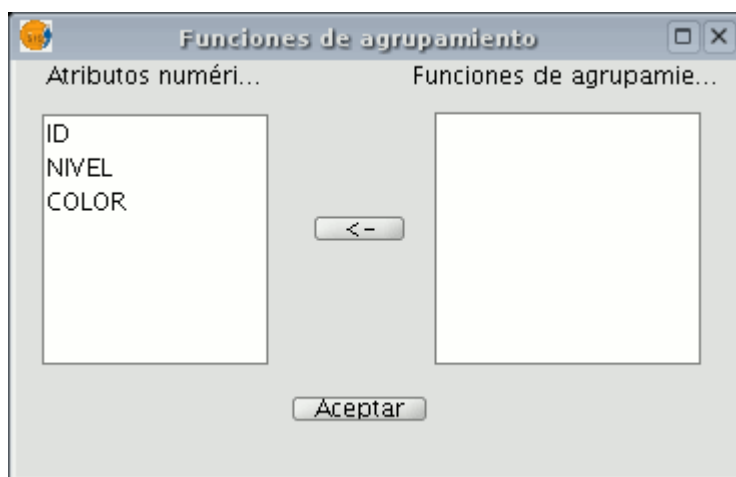 Funciones de agrupamiento
Atributos numéri... Funciones de agrupamie...
ID
NIVEL
COLOR
<-
Aceptar